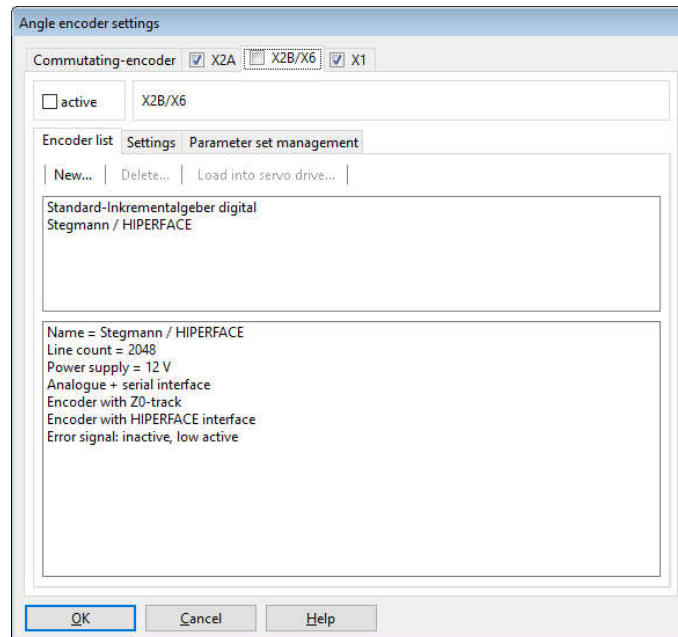 Angle encoder settings
Commutating-encoder X2A X2B/X6 X1
active X2B/X6
Encoder list Settings Parameter set management
New... Delete... Load into servo drive...
Standard-Inkrementalgeber digital
Stegmann / HIPERFACE
Name = Stegmann / HIPERFACE
Line count = 2048
Power supply = 12 V
Analogue + serial interface
Encoder with Z0-track
Encoder with HIPERFACE interface
Error signal: inactive, low active
OK Cancel Help